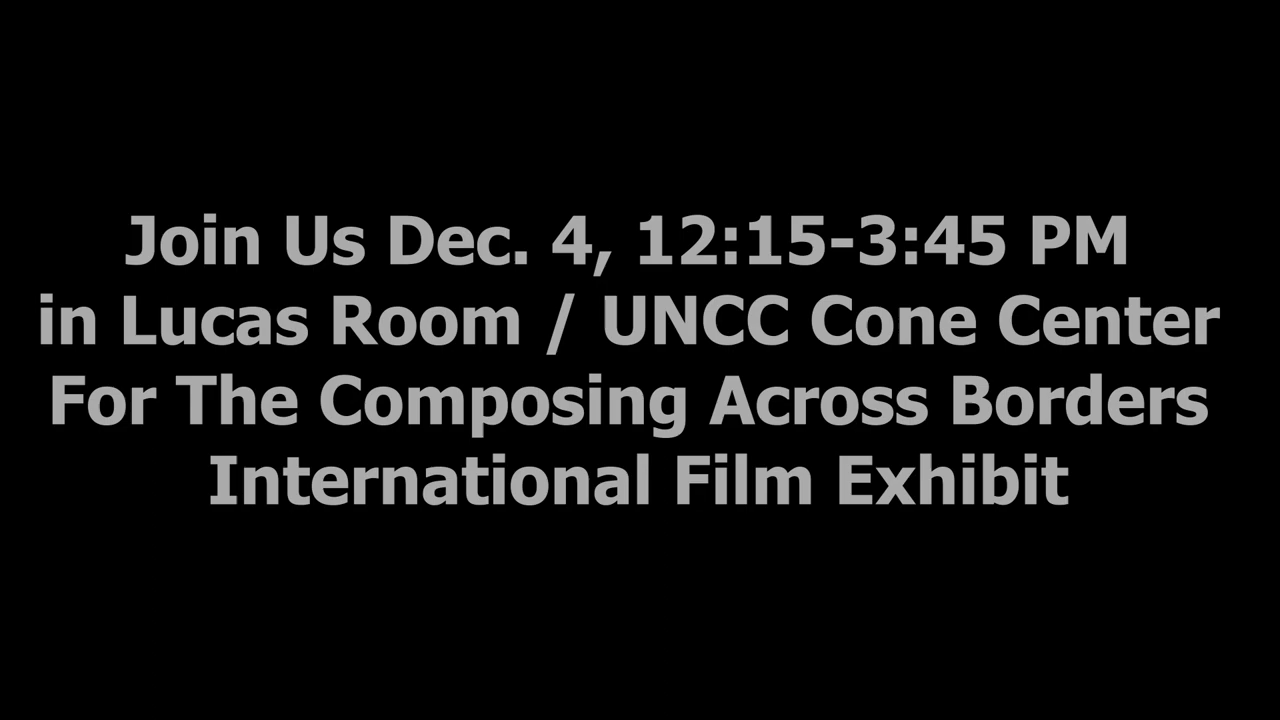 Join Us Dec. 4, 12:15-3:45 PM
in Lucas Room / UNCC Cone Center
For The Composing Across Borders
International Film Exhibit